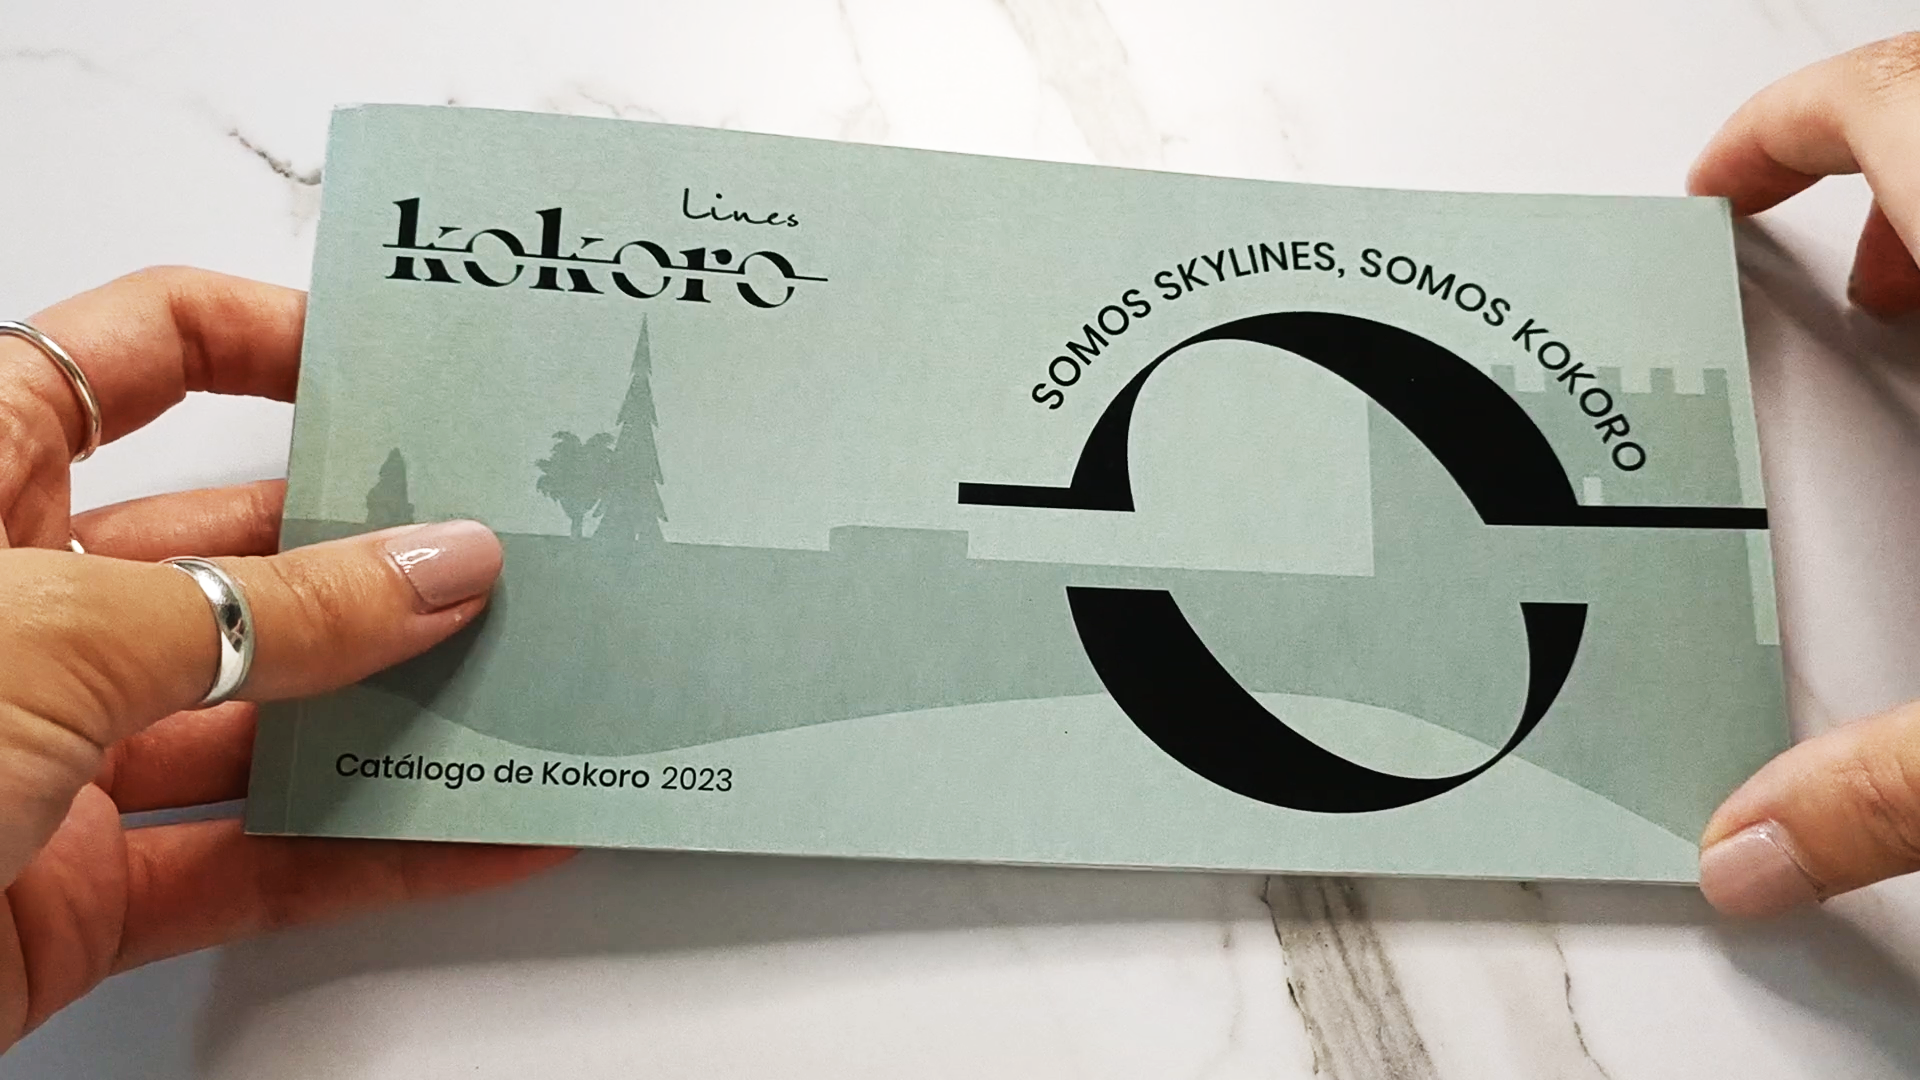 Lines
kokoro
SOMOS SKYLINES, SOMOS KOKORO
Catálogo de Kokoro 2023